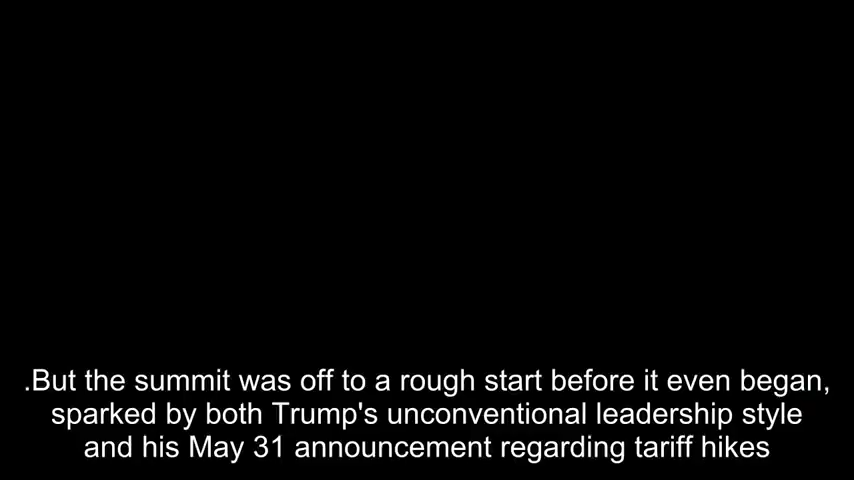 .But the summit was off to a rough start before it even began,
sparked by both Trump's unconventional leadership style
and his May 31 announcement regarding tariff hikes